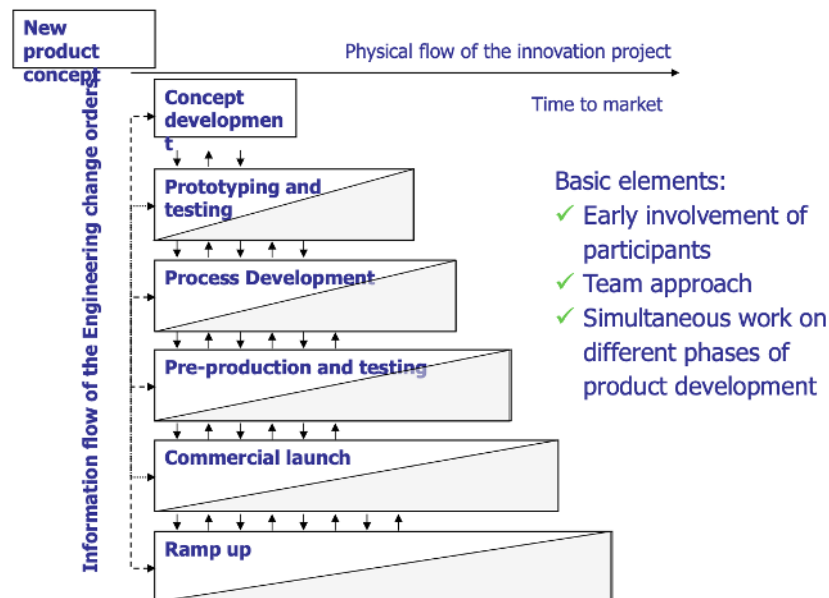 New
product
concept
Physical flow of the innovation project
Time to market
Information flow of the Engineering change orders
Concept
developmen
t
Prototyping and
testing
Process Development
Pre-production and testing
Commercial launch
Ramp up
Basic elements:
✓ Early involvement of
participants
✓ Team approach
✓ Simultaneous work on
different phases of
product development